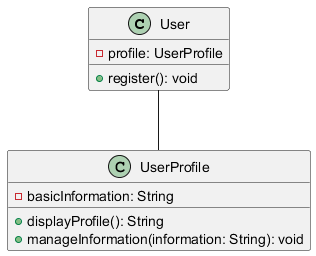 C User
profile: UserProfile
register(): void
C UserProfile
basicInformation: String
displayProfile(): String
manageInformation(information: String): void